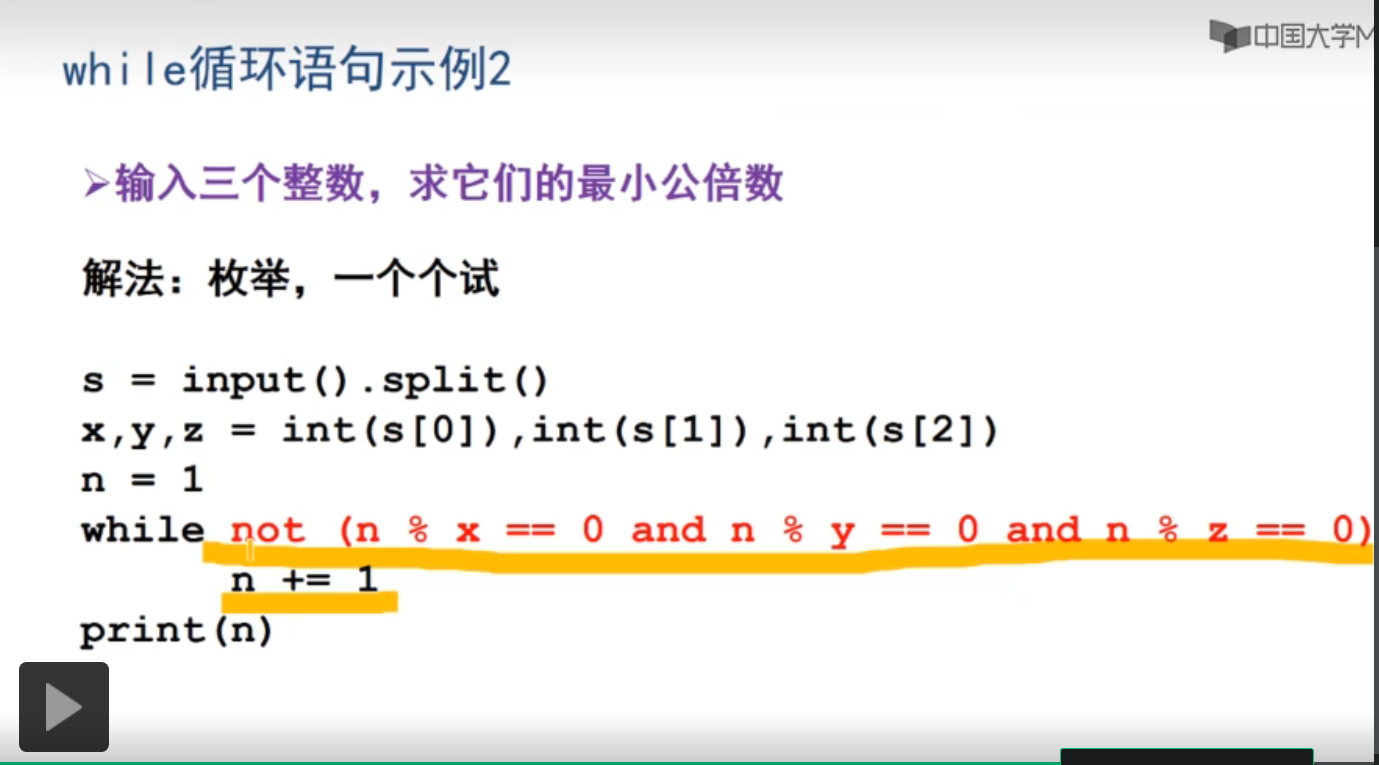 中国大学M
while循环语句示例2
➢输入三个整数，求它们的最小公倍数
解法：枚举，一个个试
s = input().split()
x,y,z = int(s[0]),int(s[1]),int(s[2])
n = 1
while not (n % x == 0 and n % y == 0 and n % z == 0)
n += 1
print(n)